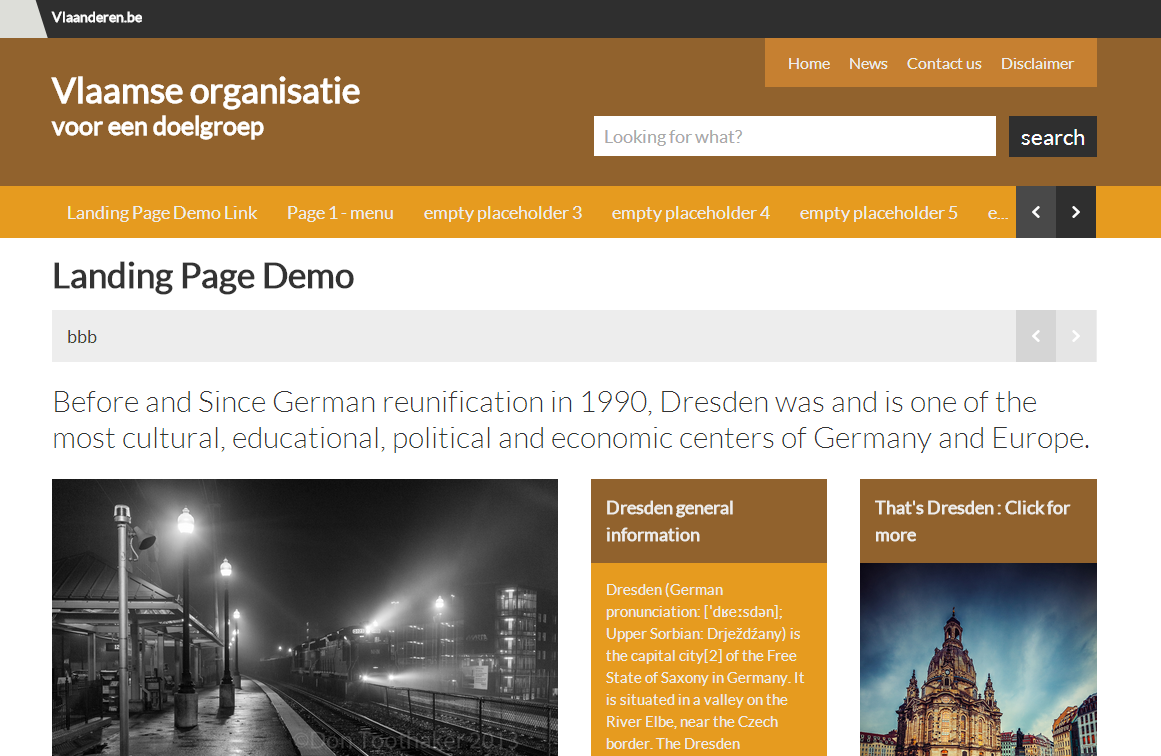 Vlaanderen.be
Home News Contact us Disclaimer
Vlaamse organisatie
voor een doelgroep
Looking for what?
search
Landing Page Demo Link Page 1 - menu empty placeholder 3 empty placeholder 4 empty placeholder 5 e...
Landing Page Demo
bbb
Before and Since German reunification in 1990, Dresden was and is one of the
most cultural, educational, political and economic centers of Germany and Europe.
Dresden general
information
Dresden (German
pronunciation: [ˈdʁeːsdən];
Upper Sorbian: Drježdźany) is
the capital city[2] of the Free
State of Saxony in Germany. It
is situated in a valley on the
River Elbe, near the Czech
border. The Dresden
That's Dresden : Click for
more